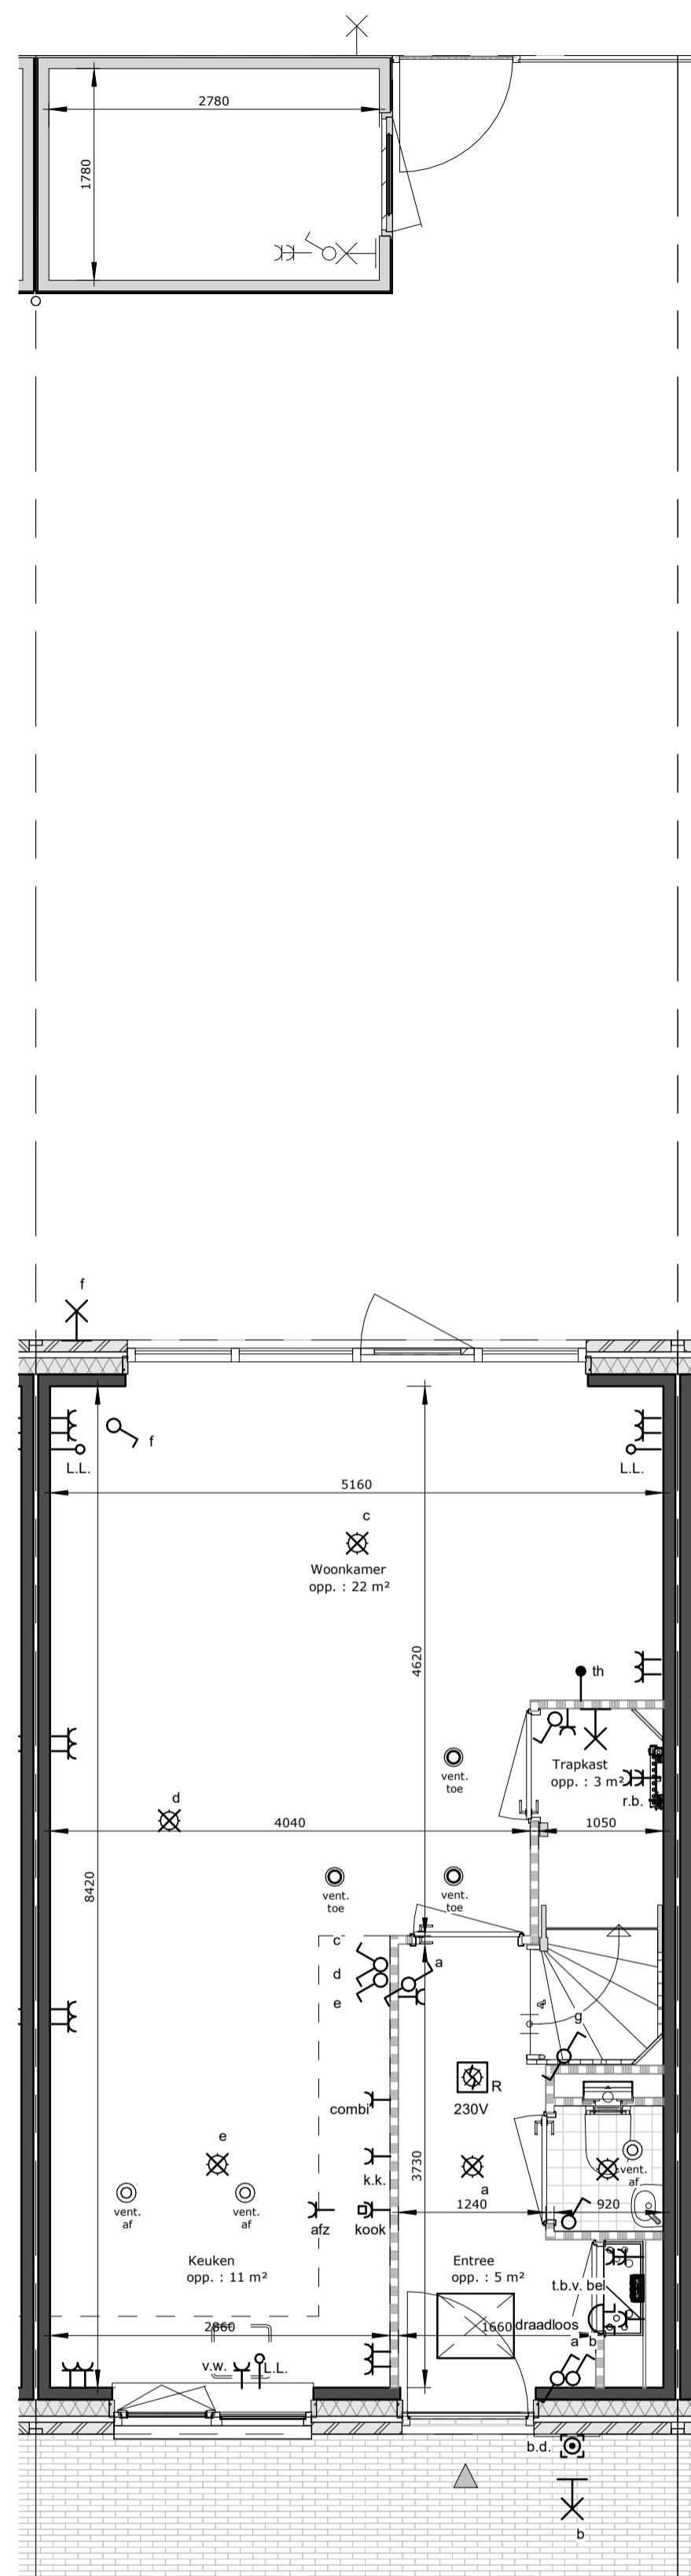 2780
1780
f
f
L.L.
L.L.
5160
c
Woonkamer
opp. : 22 m²
4620
th
Trapkast
opp. : 3 m²
r.b.
vent.
toe
d
4040
1050
8420
vent.
toe
vent.
toe
c
d
e
a
g
combi
R
230V
e
k.k.
3730
a
vent.
af
vent.
af
vent.
af
1240
920
afz
kook
Keuken
opp. : 11 m²
Entree
opp. : 5 m²
t.b.v. bel
draadloos
2860
1660
a
b
v.w.
L.L.
b.d.
b